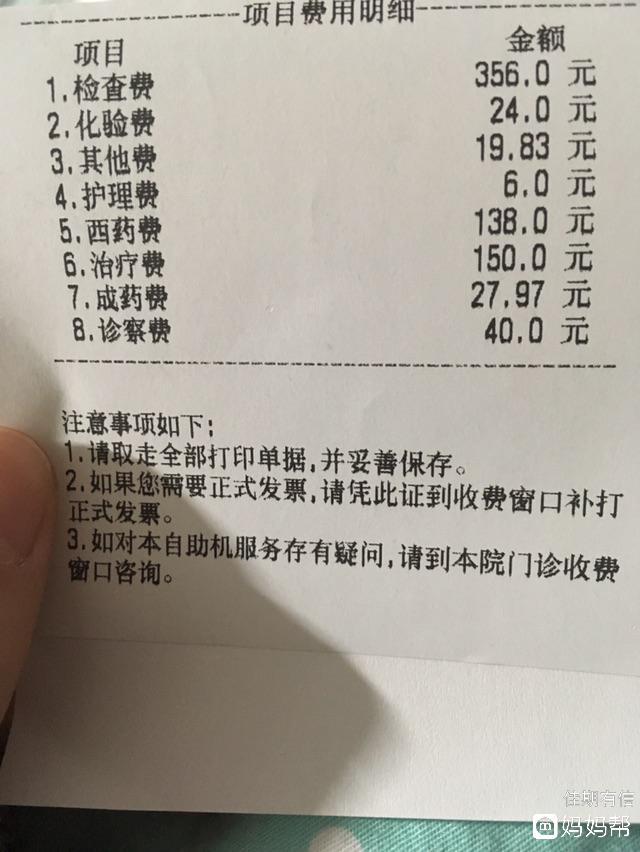 项目费用明细
项目 金额
1.检查费 356.0 元
2.化验费 24.0 元
3.其他费 19.83 元
4.护理费 6.0 元
5.西药费 138.0 元
6.治疗费 150.0 元
7.成药费 27.97 元
8.诊察费 40.0 元
注意事项如下:
1.请取走全部打印单据,并妥善保存。
2.如果您需要正式发票,请凭此证到收费窗口补打
正式发票。
3.如对本自助机服务存有疑问,请到本院门诊收费
窗口咨询。
佳期有信
妈妈帮